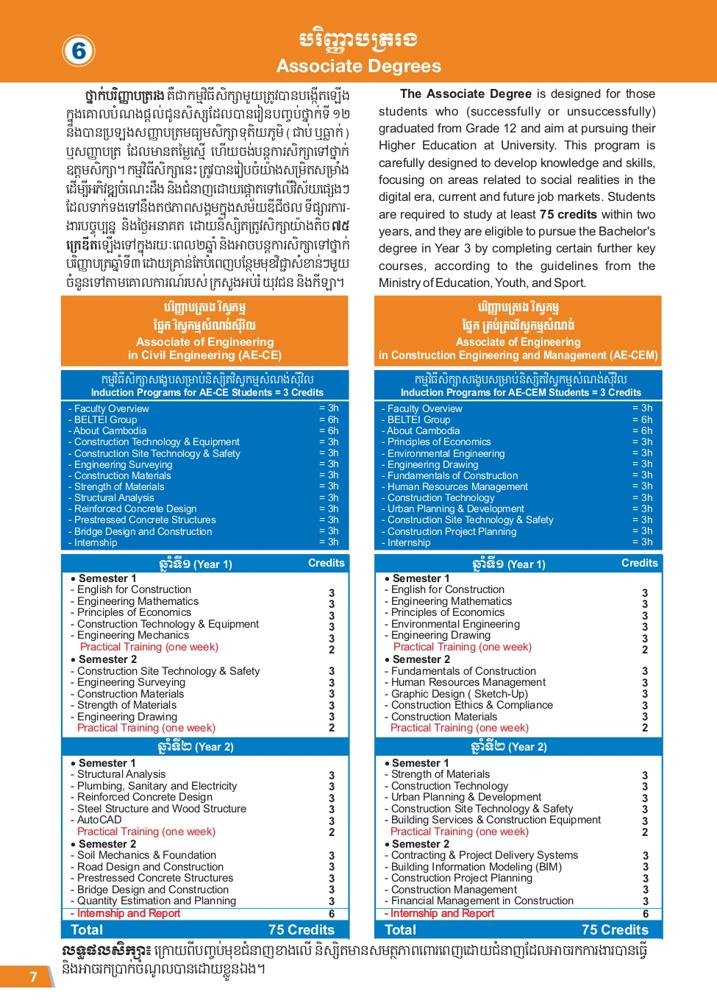 6
បរិញ្ញាបត្ររង
Associate Degrees
ថ្នាក់បរិញ្ញាបត្ររង គឺជាកម្មវិធីសិក្សាមួយត្រូវបានបង្កើតឡើង
ក្នុងគោលបំណងផ្តល់ជូនសិស្សដែលបានរៀនបញ្ចប់ថ្នាក់ទី ១២
និងបានប្រឡងសញ្ញាបត្រមធ្យមសិក្សាទុតិយភូមិ ( ជាប់ ឬធ្លាក់ )
ឬសញ្ញាបត្រ ដែលមានតម្លៃស្មើ ហើយចង់បន្តការសិក្សាទៅថ្នាក់
ឧត្តមសិក្សា។ កម្មវិធីសិក្សានេះ ត្រូវបានរៀបចំយ៉ាងសម្រិតសម្រាំង
ដើម្បីអភិវឌ្ឍចំណេះដឹង និងជំនាញដោយផ្តោតទៅលើវិស័យផ្សេងៗ
ដែលទាក់ទងទៅនឹងតថភាពសង្គមក្នុងសម័យឌីជីថល ទីផ្សារការ-
ងារបច្ចុប្បន្ន និងថ្ងៃអនាគត ដោយនិស្សិតត្រូវសិក្សាយ៉ាងតិច ៧៥
ក្រេឌីត ឡើងទៅក្នុងរយៈពេល២ឆ្នាំ និងអាចបន្តការសិក្សាទៅថ្នាក់
បរិញ្ញាបត្រឆ្នាំទី៣ ដោយគ្រាន់តែបំពេញបន្ថែមមុខវិជ្ជាសំខាន់ៗមួយ
ចំនួនទៅតាមគោលការណ៍របស់ ក្រសួងអប់រំ យុវជន និងកីឡា។
The Associate Degree is designed for those
students who (successfully or unsuccessfully)
graduated from Grade 12 and aim at pursuing their
Higher Education at University. This program is
carefully designed to develop knowledge and skills,
focusing on areas related to social realities in the
digital era, current and future job markets. Students
are required to study at least 75 credits within two
years, and they are eligible to pursue the Bachelor's
degree in Year 3 by completing certain further key
courses, according to the guidelines from the
Ministry of Education, Youth, and Sport.
បរិញ្ញាបត្ររង វិស្វកម្ម
ផ្នែក វិស្វកម្មសំណង់ស៊ីវិល
Associate of Engineering
in Civil Engineering (AE-CE)
កម្មវិធីសិក្សាសង្ខេបសម្រាប់និស្សិតវិស្វកម្មសំណង់ស៊ីវិល
Induction Programs for AE-CE Students = 3 Credits
- Faculty Overview = 3h
- BELTEI Group = 6h
- About Cambodia = 6h
- Construction Technology & Equipment = 3h
- Construction Site Technology & Safety = 3h
- Engineering Surveying = 3h
- Construction Materials = 3h
- Strength of Materials = 3h
- Structural Analysis = 3h
- Reinforced Concrete Design = 3h
- Prestressed Concrete Structures = 3h
- Bridge Design and Construction = 3h
- Internship = 3h
ឆ្នាំទី១ (Year 1) Credits
• Semester 1
- English for Construction 3
- Engineering Mathematics 3
- Principles of Economics 3
- Construction Technology & Equipment 3
- Engineering Mechanics 3
Practical Training (one week) 2
• Semester 2
- Construction Site Technology & Safety 3
- Engineering Surveying 3
- Construction Materials 3
- Strength of Materials 3
- Engineering Drawing 3
Practical Training (one week) 2
ឆ្នាំទី២ (Year 2)
• Semester 1
- Structural Analysis 3
- Plumbing, Sanitary and Electricity 3
- Reinforced Concrete Design 3
- Steel Structure and Wood Structure 3
- AutoCAD 3
Practical Training (one week) 2
• Semester 2
- Soil Mechanics & Foundation 3
- Road Design and Construction 3
- Prestressed Concrete Structures 3
- Bridge Design and Construction 3
- Quantity Estimation and Planning 3
- Internship and Report 6
Total 75 Credits
បរិញ្ញាបត្ររង វិស្វកម្ម
ផ្នែក គ្រប់គ្រងវិស្វកម្មសំណង់
Associate of Engineering
in Construction Engineering and Management (AE-CEM)
កម្មវិធីសិក្សាសង្ខេបសម្រាប់និស្សិតវិស្វកម្មសំណង់ស៊ីវិល
Induction Programs for AE-CEM Students = 3 Credits
- Faculty Overview = 3h
- BELTEI Group = 6h
- About Cambodia = 6h
- Principles of Economics = 3h
- Environmental Engineering = 3h
- Engineering Drawing = 3h
- Fundamentals of Construction = 3h
- Human Resources Management = 3h
- Construction Technology = 3h
- Urban Planning & Development = 3h
- Construction Site Technology & Safety = 3h
- Construction Project Planning = 3h
- Internship = 3h
ឆ្នាំទី១ (Year 1) Credits
• Semester 1
- English for Construction 3
- Engineering Mathematics 3
- Principles of Economics 3
- Environmental Engineering 3
- Engineering Drawing 3
Practical Training (one week) 2
• Semester 2
- Fundamentals of Construction 3
- Human Resources Management 3
- Graphic Design ( Sketch-Up) 3
- Construction Ethics & Compliance 3
- Construction Materials 3
Practical Training (one week) 2
ឆ្នាំទី២ (Year 2)
• Semester 1
- Strength of Materials 3
- Construction Technology 3
- Urban Planning & Development 3
- Construction Site Technology & Safety 3
- Building Services & Construction Equipment 3
Practical Training (one week) 2
• Semester 2
- Contracting & Project Delivery Systems 3
- Building Information Modeling (BIM) 3
- Construction Project Planning 3
- Construction Management 3
- Financial Management in Construction 3
- Internship and Report 6
Total 75 Credits
លទ្ធផលសិក្សា៖ ក្រោយពីបញ្ចប់មុខជំនាញខាងលើ និស្សិតមានសមត្ថភាពពោរពេញដោយជំនាញដែលអាចរកការងារបានធ្វើ
និងអាចរកប្រាក់ចំណូលបានដោយខ្លួនឯង។
7